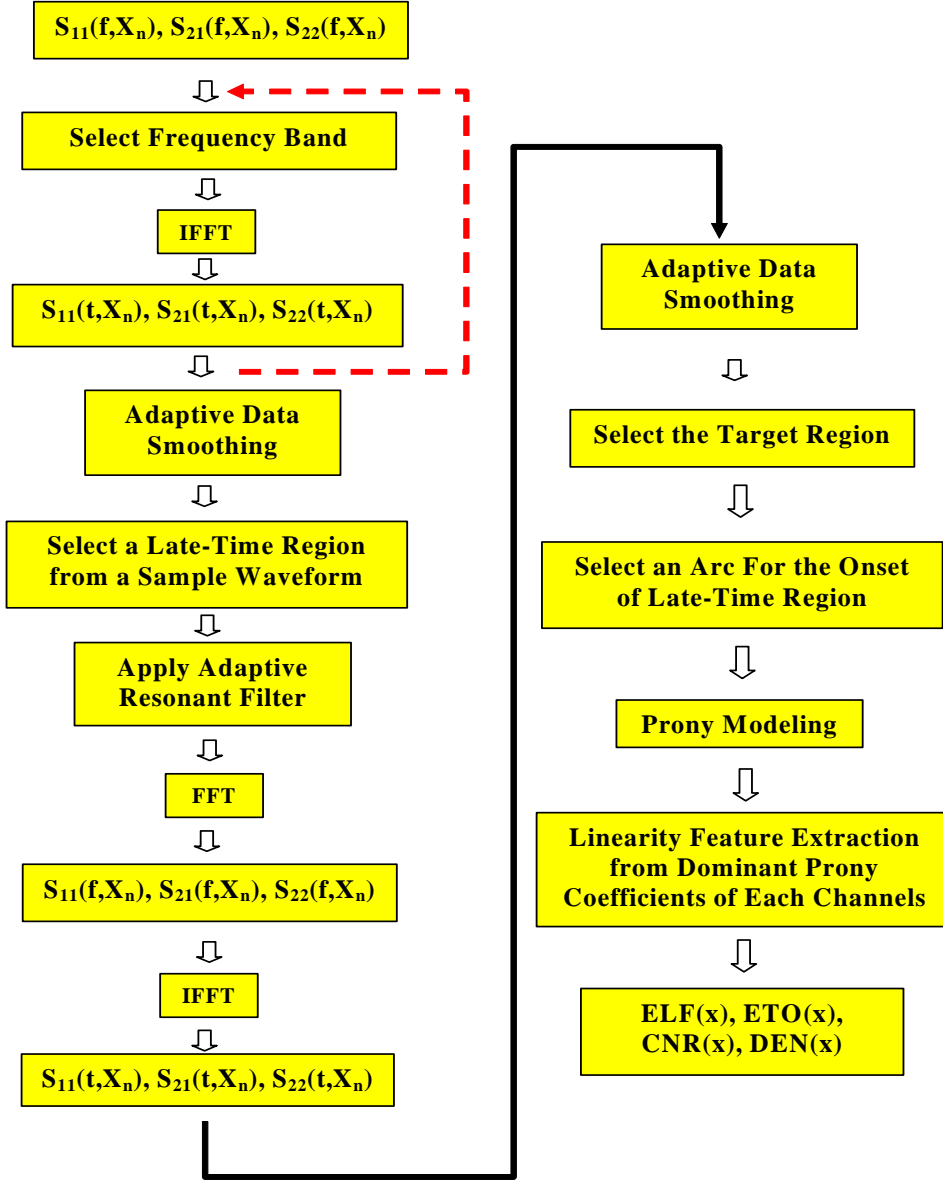 S₁₁(f,Xₙ), S₂₁(f,Xₙ), S₂₂(f,Xₙ)
Select Frequency Band
IFFT
S₁₁(t,Xₙ), S₂₁(t,Xₙ), S₂₂(t,Xₙ)
Adaptive Data
Smoothing
Select a Late-Time Region
from a Sample Waveform
Apply Adaptive
Resonant Filter
FFT
S₁₁(f,Xₙ), S₂₁(f,Xₙ), S₂₂(f,Xₙ)
IFFT
S₁₁(t,Xₙ), S₂₁(t,Xₙ), S₂₂(t,Xₙ)
Adaptive Data
Smoothing
Select the Target Region
Select an Arc For the Onset
of Late-Time Region
Prony Modeling
Linearity Feature Extraction
from Dominant Prony
Coefficients of Each Channels
ELF(x), ETO(x),
CNR(x), DEN(x)